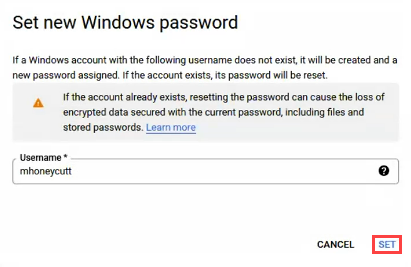 Set new Windows password
If a Windows account with the following username does not exist, it will be created and a
new password assigned. If the account exists, its password will be reset.
If the account already exists, resetting the password can cause the loss of
encrypted data secured with the current password, including files and
stored passwords. Learn more
Username *
mhoneycutt
CANCEL SET